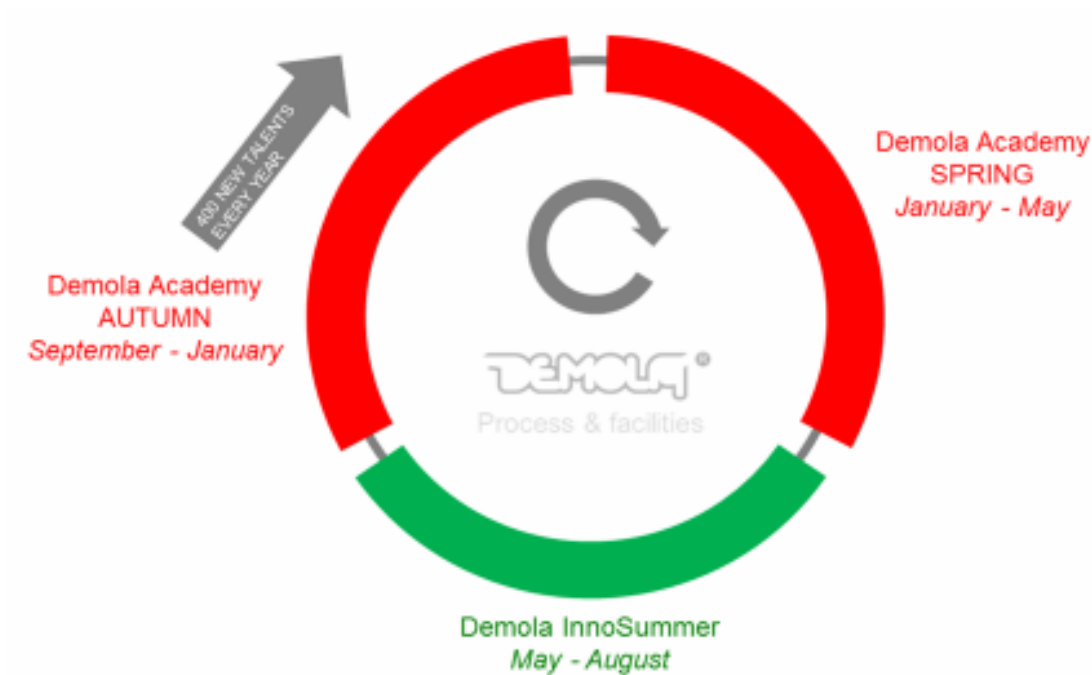 400 NEW TALENTS
EVERY YEAR
Demola Academy
SPRING
January - May
Demola Academy
AUTUMN
September - January
DEMOLA®
Process & facilities
Demola InnoSummer
May - August